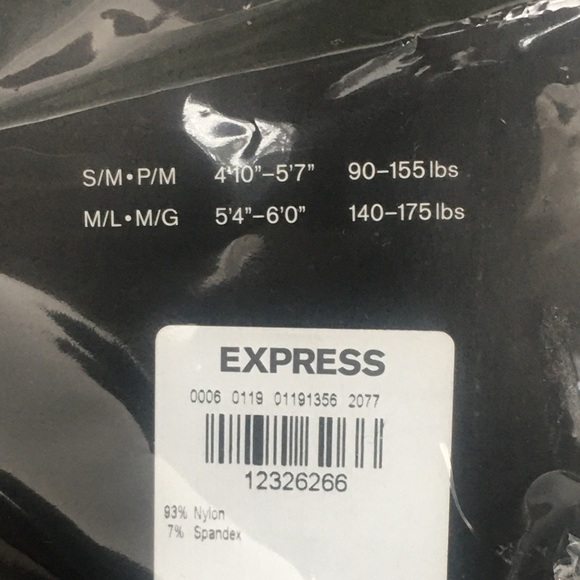 S/M•P/M 4'10"–5'7" 90–155 lbs
M/L•M/G 5'4"–6'0" 140–175 lbs
EXPRESS
0006 0119 01191356 2077
12326266
93% Nylon
7% Spandex